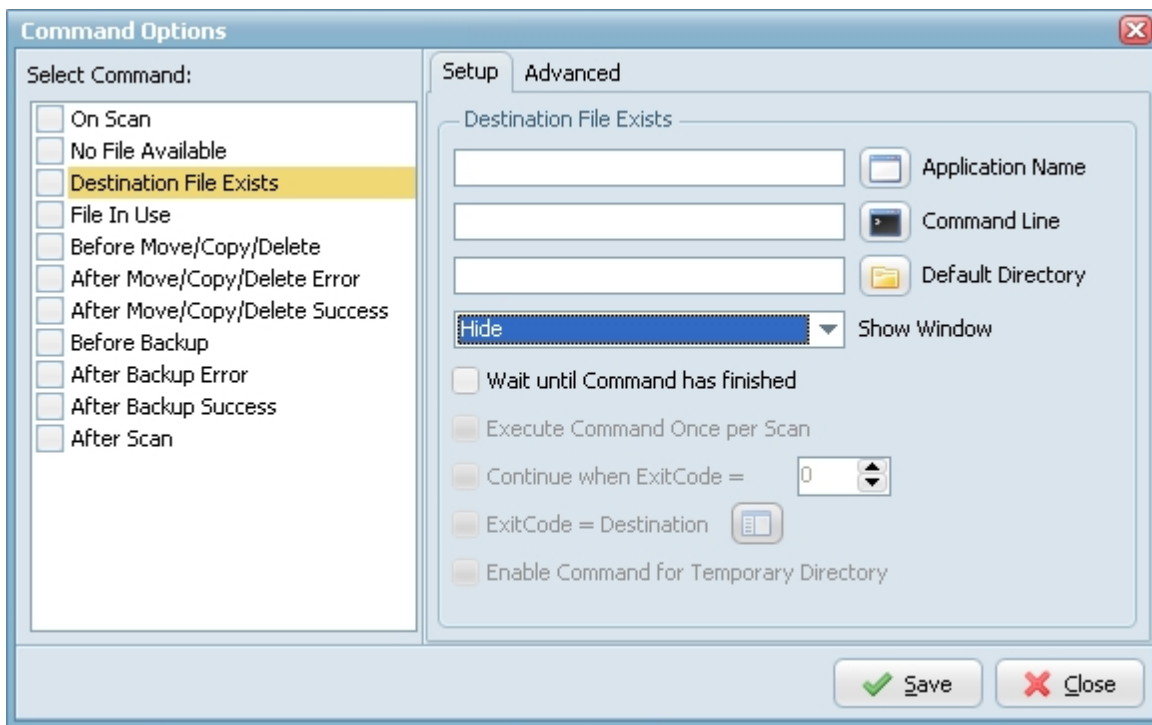 Command Options
Select Command:
On Scan
No File Available
Destination File Exists
File In Use
Before Move/Copy/Delete
After Move/Copy/Delete Error
After Move/Copy/Delete Success
Before Backup
After Backup Error
After Backup Success
After Scan
Setup Advanced
Destination File Exists
Application Name
Command Line
Default Directory
Hide Show Window
Wait until Command has finished
Execute Command Once per Scan
Continue when ExitCode = 0
ExitCode = Destination
Enable Command for Temporary Directory
Save Close